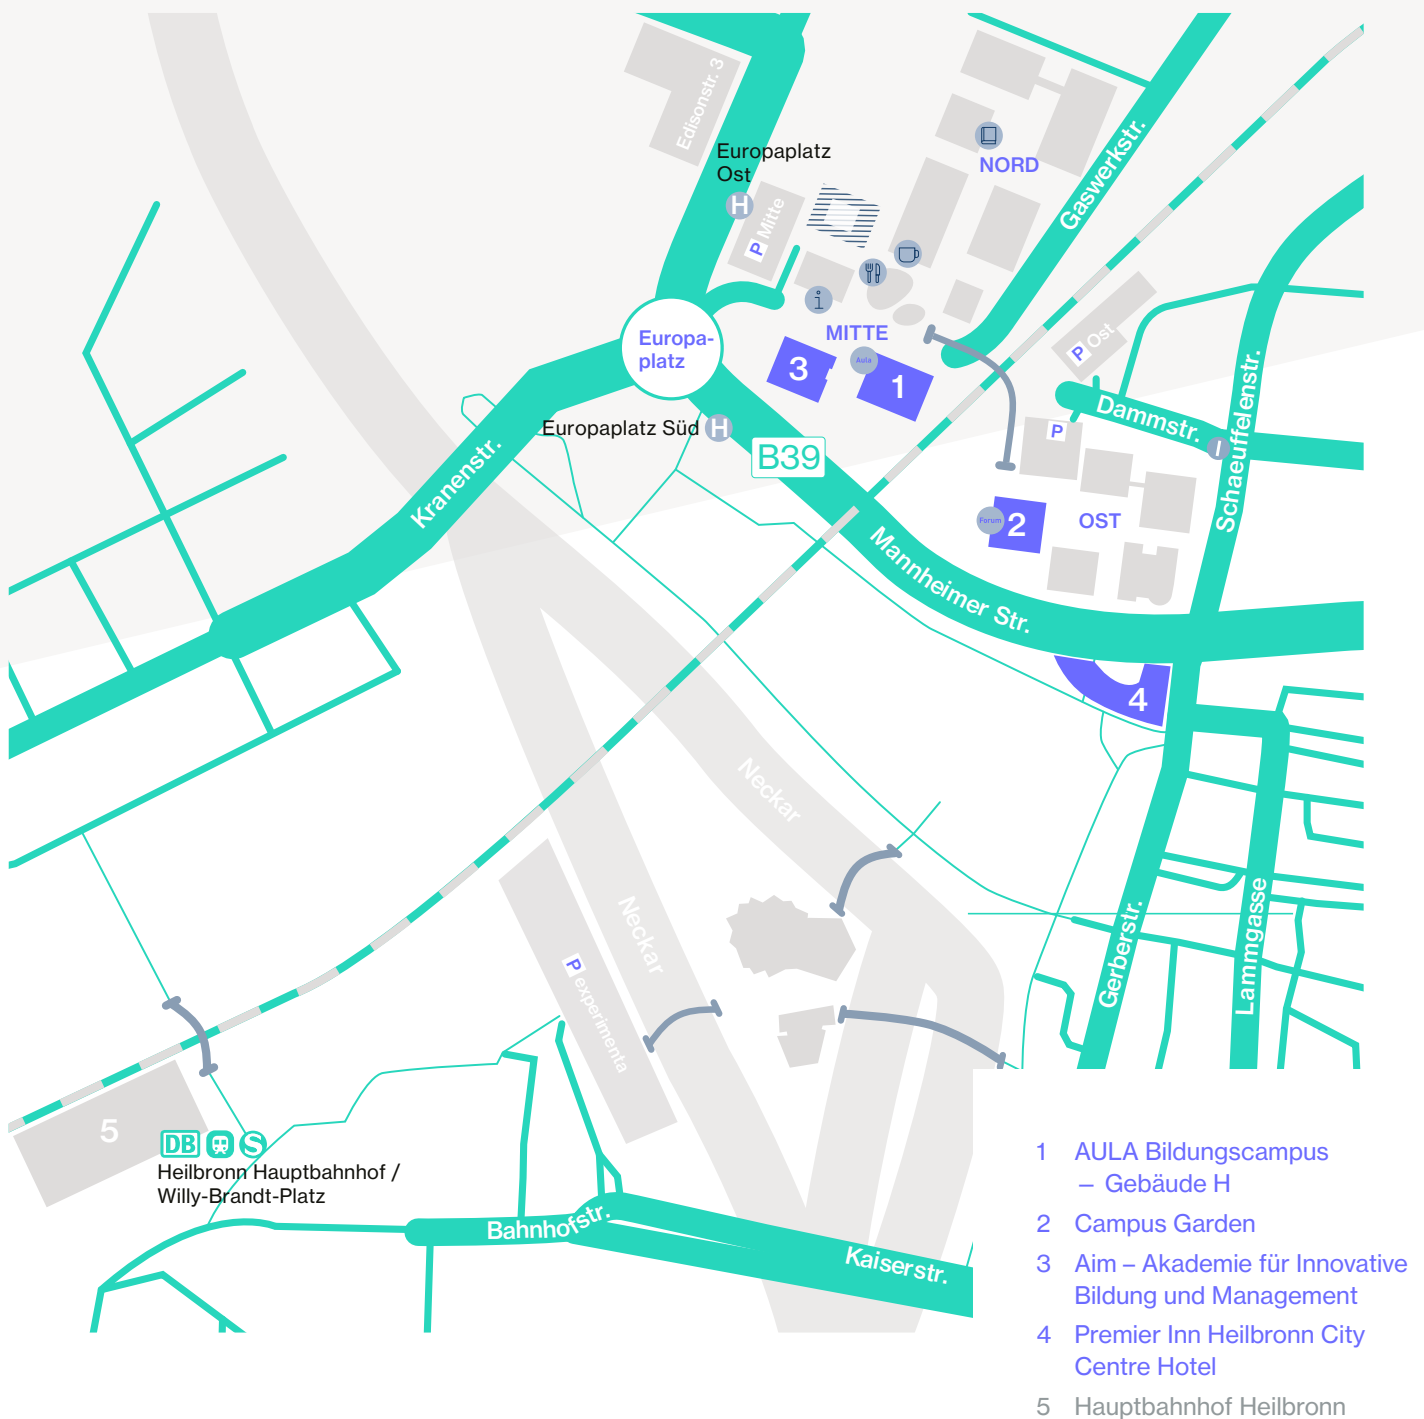 Edisonstr. 3
Europaplatz
Ost
H
P Mitte
NORD
Gaswerkstr.
i
MITTE
Europa-
platz
3
Aula
1
P Ost
Europaplatz Süd
H
B39
Dammstr.
P
Schaeuffelenstr.
Kranenstr.
Forum
2
OST
Mannheimer Str.
4
Neckar
Neckar
P experimenta
Gerberstr.
Lammgasse
5
DB
S
Heilbronn Hauptbahnhof /
Willy-Brandt-Platz
Bahnhofstr.
Kaiserstr.
1 AULA Bildungscampus
– Gebäude H
2 Campus Garden
3 Aim – Akademie für Innovative
Bildung und Management
4 Premier Inn Heilbronn City
Centre Hotel
5 Hauptbahnhof Heilbronn